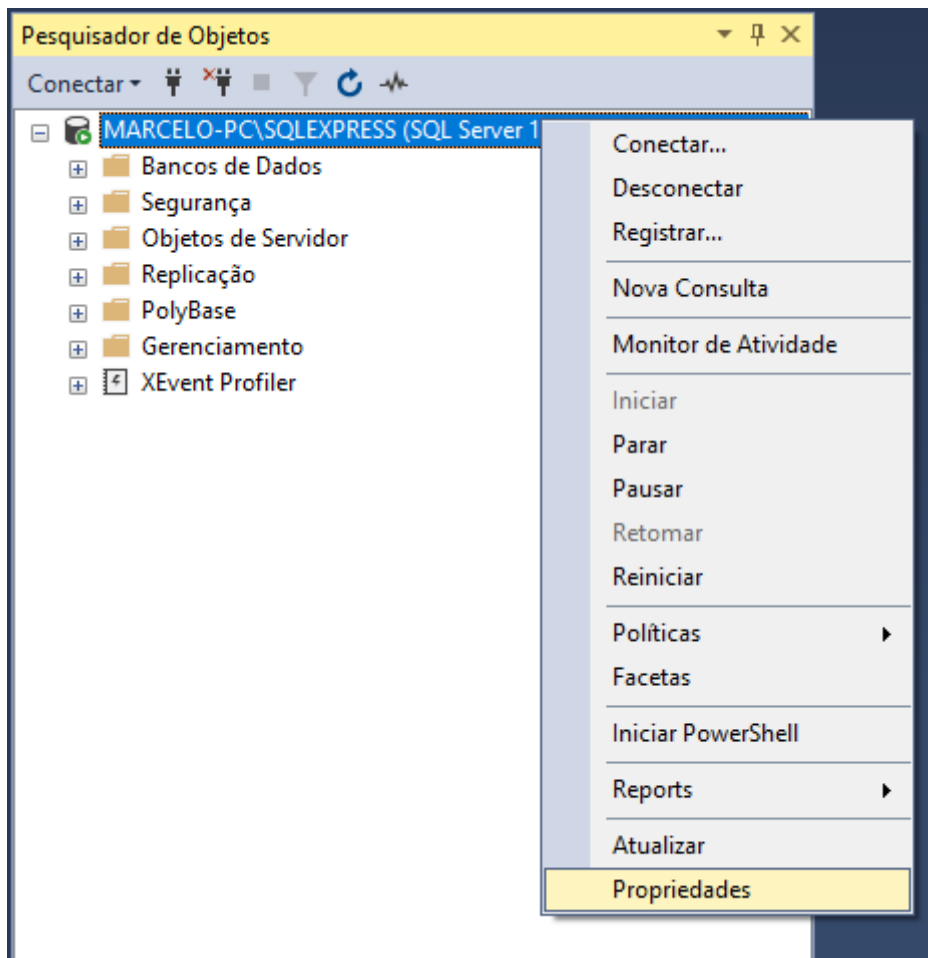 Pesquisador de Objetos
Conectar
MARCELO-PC\SQLEXPRESS (SQL Server 1
Bancos de Dados
Segurança
Objetos de Servidor
Replicação
PolyBase
Gerenciamento
XEvent Profiler
Conectar...
Desconectar
Registrar...
Nova Consulta
Monitor de Atividade
Iniciar
Parar
Pausar
Retomar
Reiniciar
Políticas
Facetas
Iniciar PowerShell
Reports
Atualizar
Propriedades